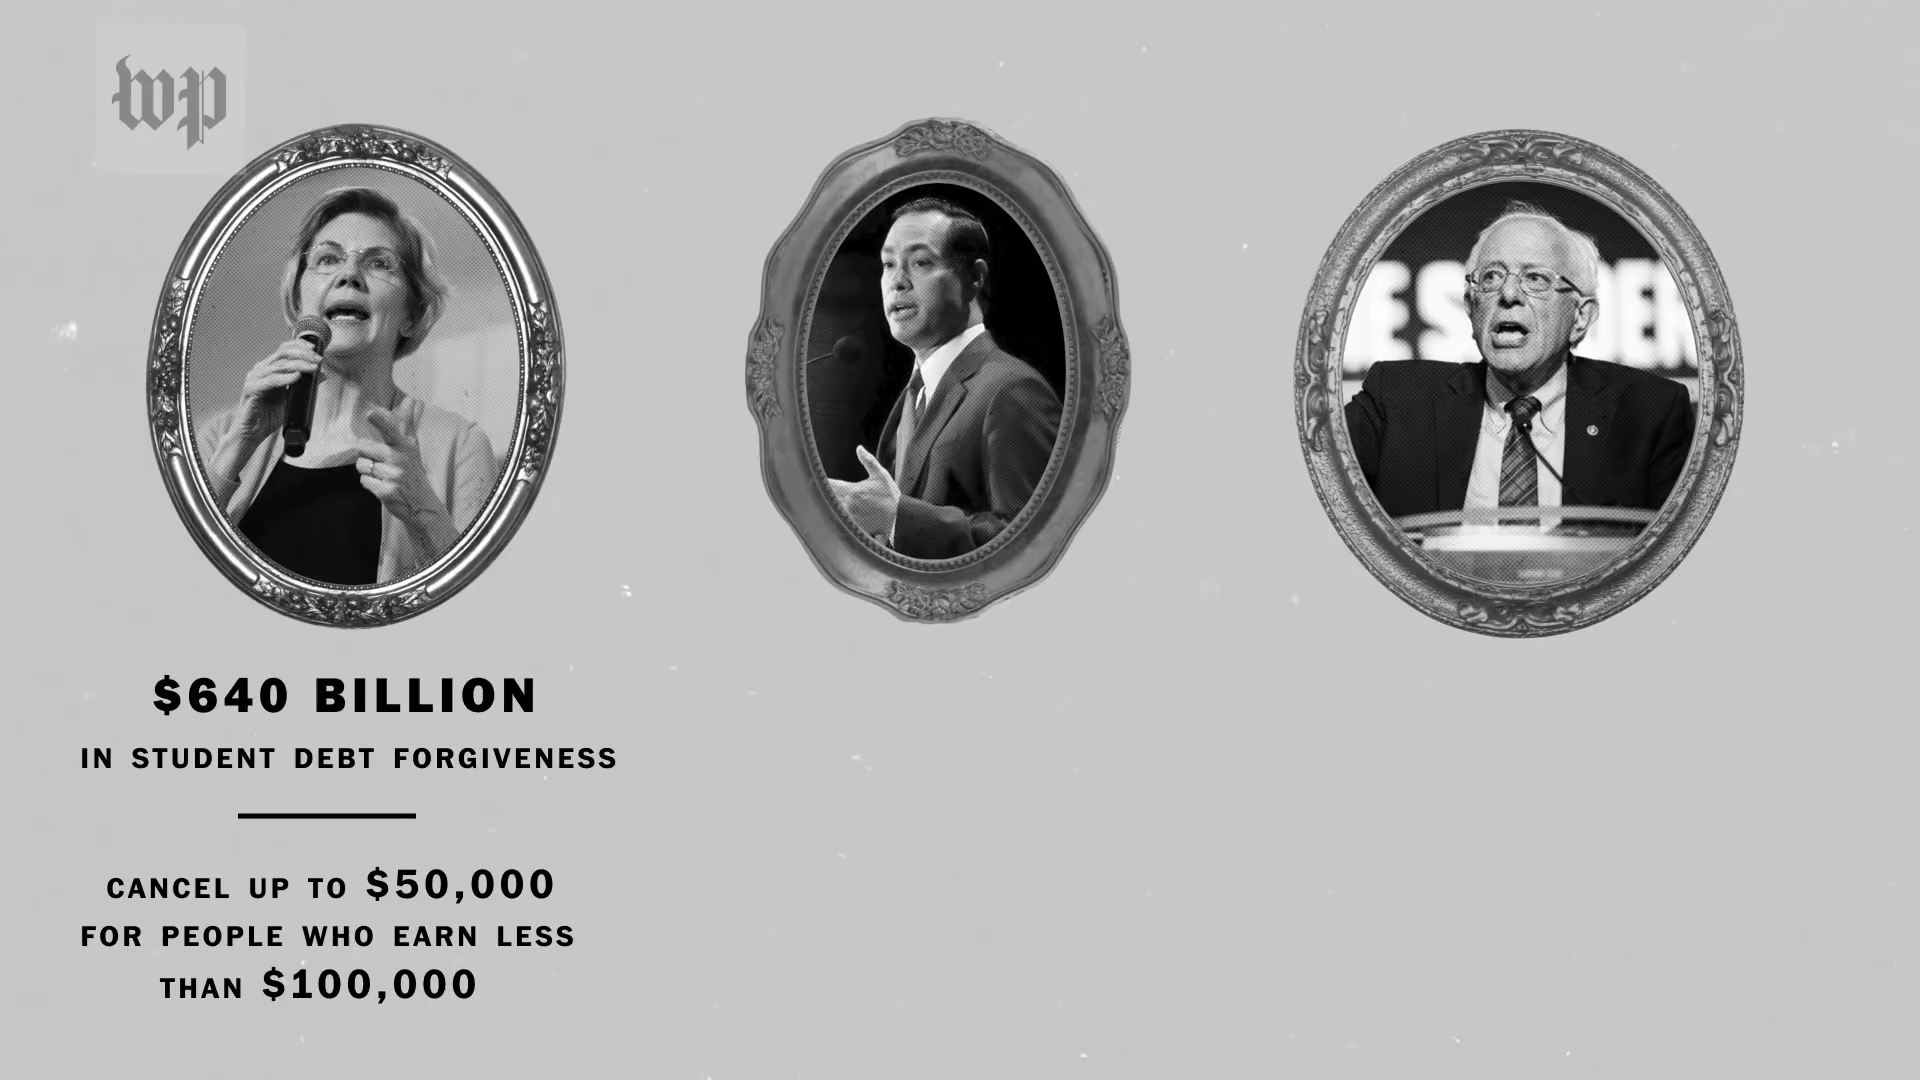 wp
$640 BILLION
IN STUDENT DEBT FORGIVENESS
CANCEL UP TO $50,000
FOR PEOPLE WHO EARN LESS
THAN $100,000